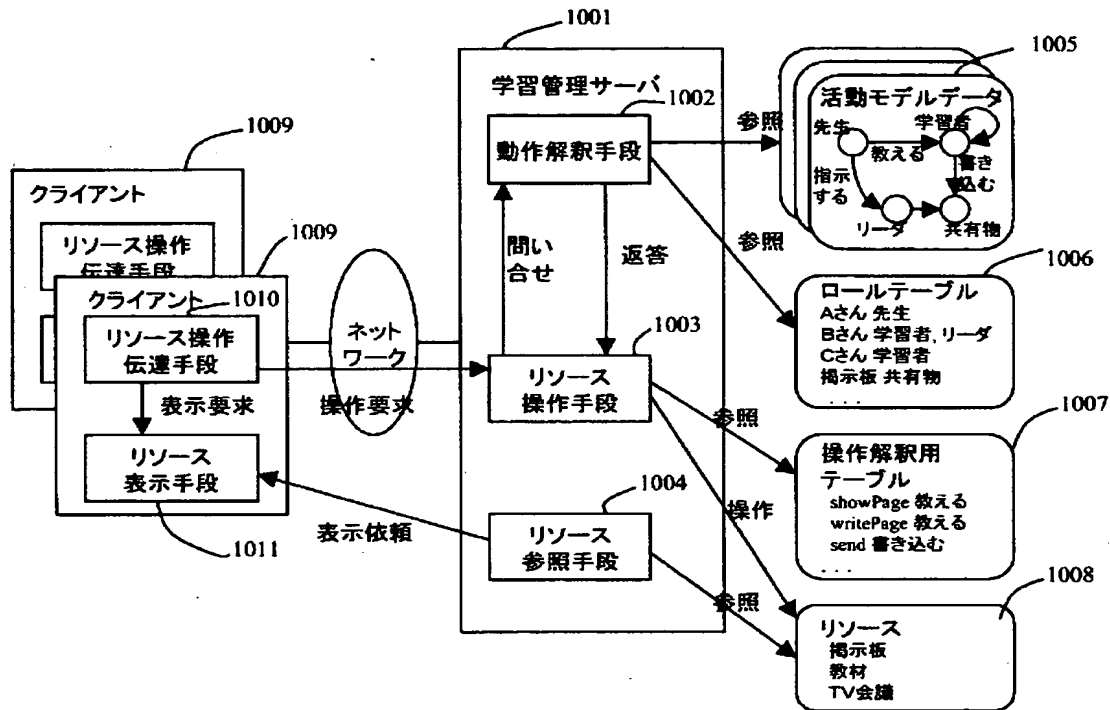 1001
学習管理サーバ
1002
動作解釈手段
問い
合せ
返答
1003
リソース
操作手段
1004
リソース
参照手段
1009
クライアント
リソース操作
伝達手段
1009
クライアント
1010
リソース操作
伝達手段
表示要求
リソース
表示手段
1011
ネット
ワーク
操作要求
表示依頼
参照
参照
参照
操作
参照
1005
活動モデルデータ
先生
学習者
教える
書き
込む
指示
する
リーダ
共有物
1006
ロールテーブル
Aさん 先生
Bさん 学習者, リーダ
Cさん 学習者
掲示板 共有物
. . .
1007
操作解釈用
テーブル
showPage 教える
writePage 教える
send 書き込む
. . .
1008
リソース
掲示板
教材
TV会議